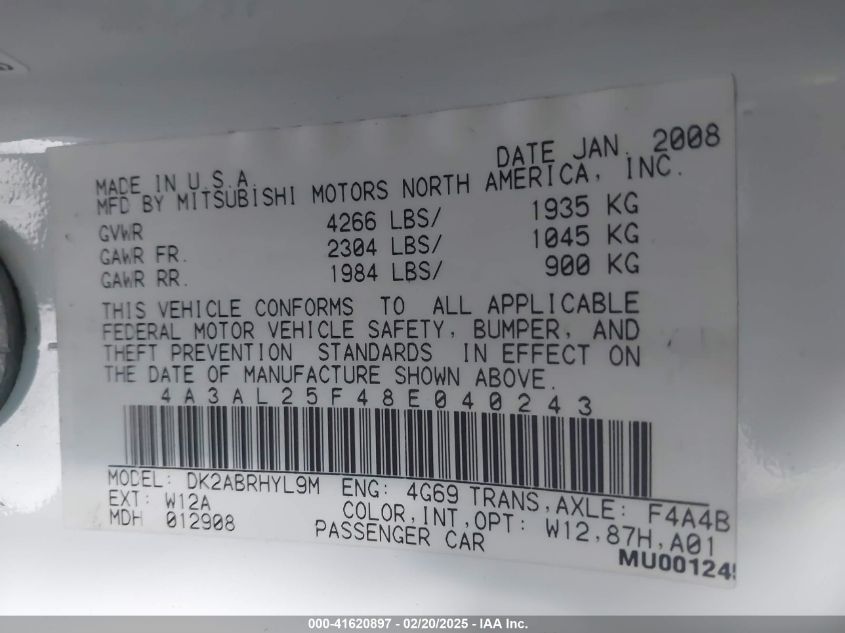 DATE JAN. 2008
MADE IN U.S.A.
MFD BY MITSUBISHI MOTORS NORTH AMERICA, INC.
GVWR 4266 LBS/ 1935 KG
GAWR FR. 2304 LBS/ 1045 KG
GAWR RR. 1984 LBS/ 900 KG
THIS VEHICLE CONFORMS TO ALL APPLICABLE
FEDERAL MOTOR VEHICLE SAFETY, BUMPER, AND
THEFT PREVENTION STANDARDS IN EFFECT ON
THE DATE OF MANUFACTURE SHOWN ABOVE.
4A3AL25F48E040243
MODEL: DK2ABRHYL9M ENG: 4G69 TRANS,AXLE: F4A4B
EXT: W12A COLOR,INT,OPT: W12,87H,A01
MDH 012908 PASSENGER CAR
MU00124
000-41620897 - 02/20/2025 - IAA Inc.